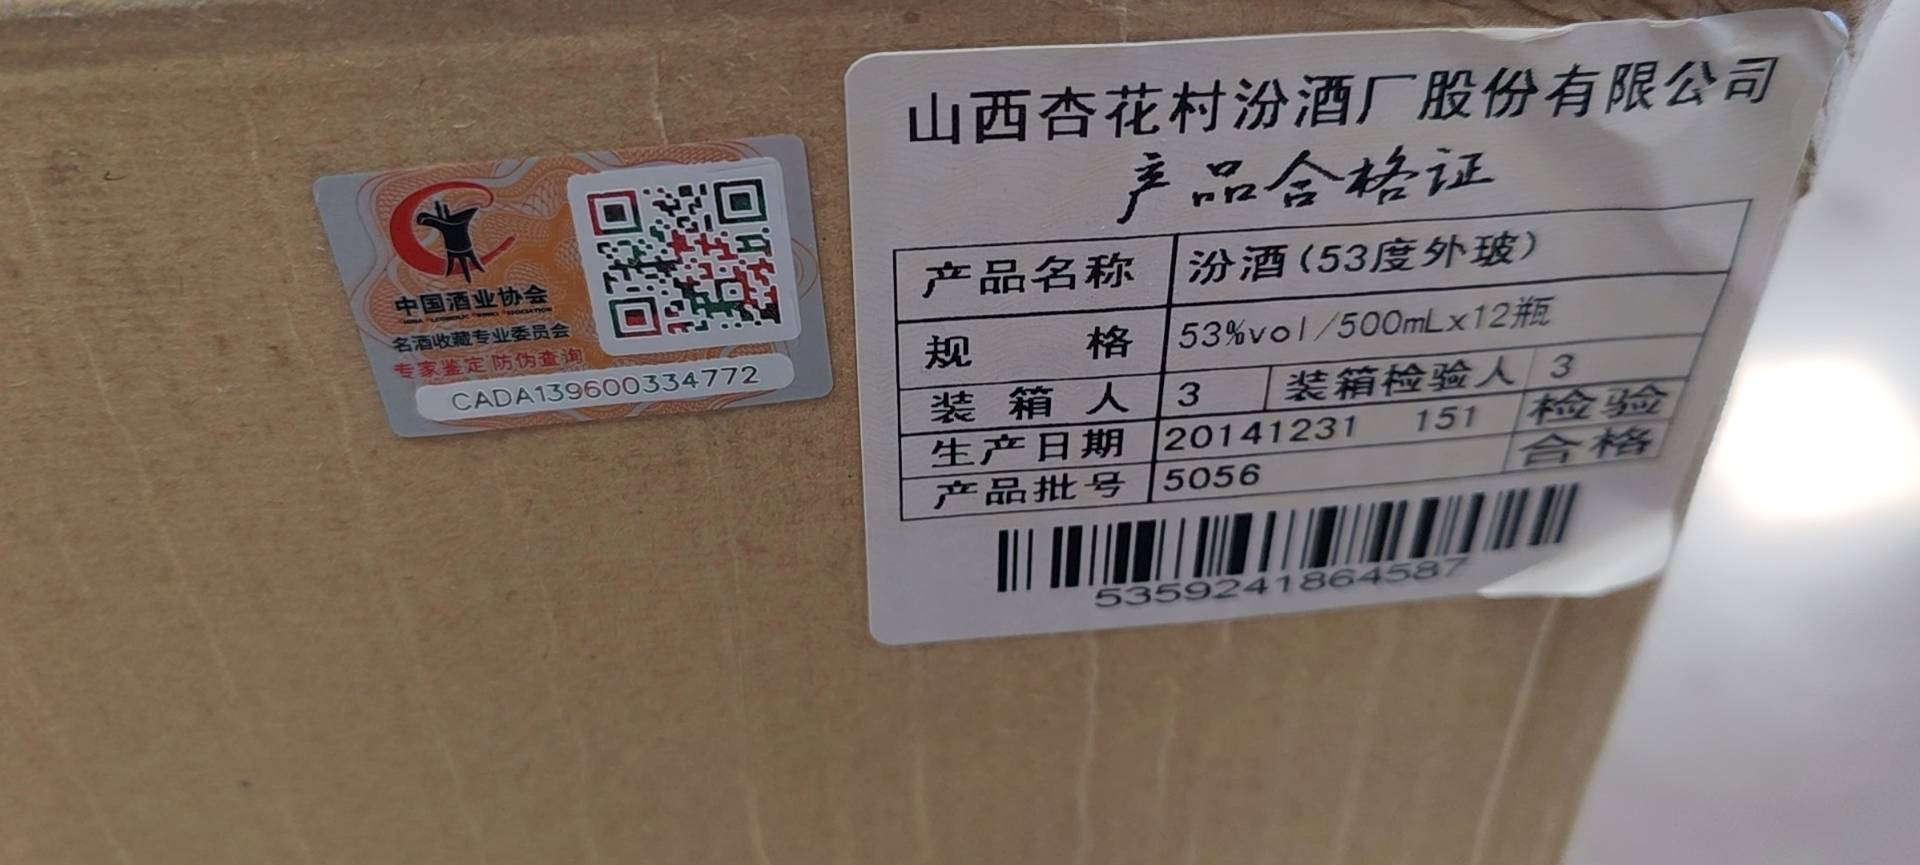 中国酒业协会
名酒收藏专业委员会
专家鉴定 防伪查询
CADA139600334772
山西杏花村汾酒厂股份有限公司
产品合格证
产品名称 汾酒(53度外玻)
规 格 53%vol/500mLx12瓶
装 箱 人 3 装箱检验人 3
生产日期 20141231 151 检验
产品批号 5056 合格
5359241864587